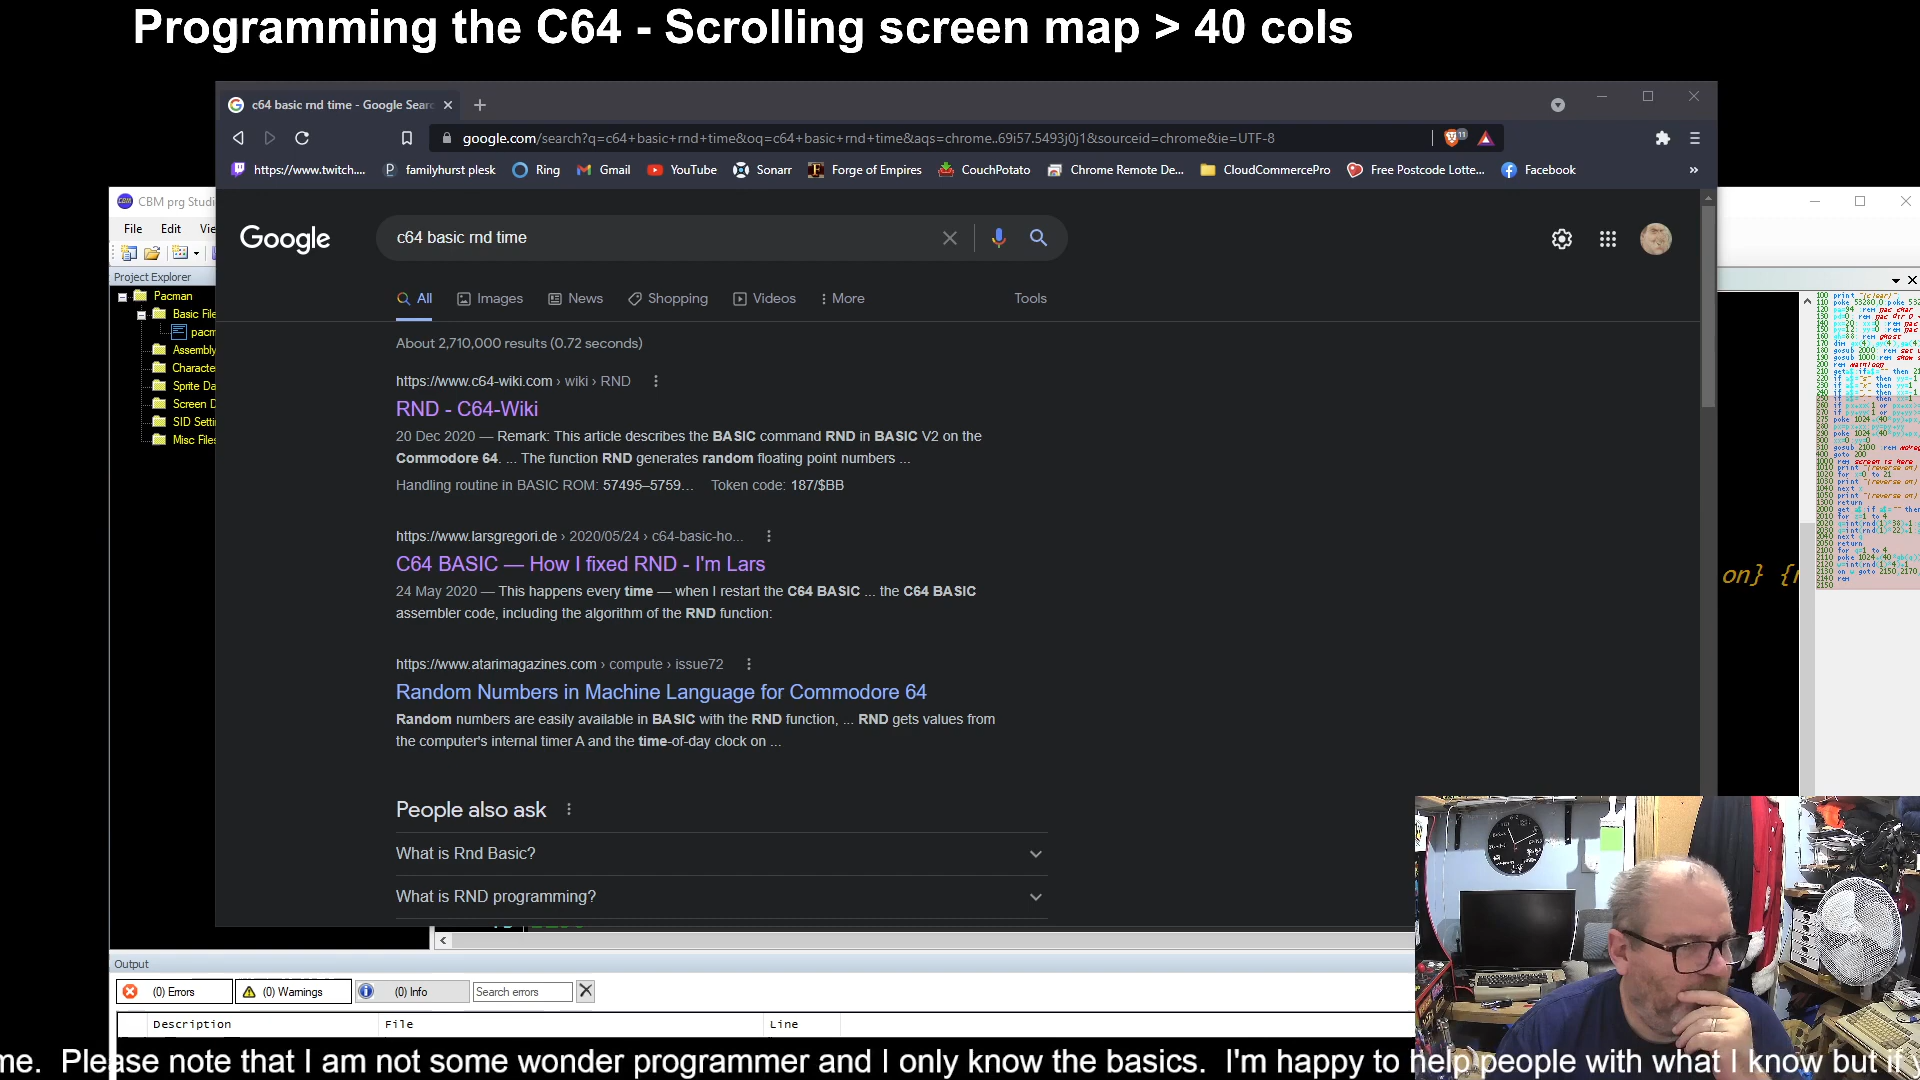 Programming the C64 - Scrolling screen map > 40 cols
c64 basic rnd time - Google Searc
google.com/search?q=c64+basic+rnd+time&oq=c64+basic+rnd+time&aqs=chrome..69i57.5493j0j1&sourceid=chrome&ie=UTF-8
11
https://www.twitch.... familyhurst plesk Ring Gmail YouTube Sonarr Forge of Empires CouchPotato Chrome Remote De... CloudCommercePro Free Postcode Lotte... Facebook »
CBM prg Studi
File Edit Vie
Project Explorer
Pacman
Basic File
pacm
Assembly
Characte
Sprite Da
Screen D
SID Setti
Misc Files
Google
c64 basic rnd time
All Images News Shopping Videos More Tools
About 2,710,000 results (0.72 seconds)
https://www.c64-wiki.com › wiki › RND
RND - C64-Wiki
20 Dec 2020 — Remark: This article describes the BASIC command RND in BASIC V2 on the
Commodore 64. ... The function RND generates random floating point numbers ...
Handling routine in BASIC ROM: 57495–5759... Token code: 187/$BB
https://www.larsgregori.de › 2020/05/24 › c64-basic-ho...
C64 BASIC — How I fixed RND - I'm Lars
24 May 2020 — This happens every time — when I restart the C64 BASIC ... the C64 BASIC
assembler code, including the algorithm of the RND function:
https://www.atarimagazines.com › compute › issue72
Random Numbers in Machine Language for Commodore 64
Random numbers are easily available in BASIC with the RND function, ... RND gets values from
the computer's internal timer A and the time-of-day clock on ...
People also ask
What is Rnd Basic?
What is RND programming?
on} {r
Output
(0) Errors (0) Warnings (0) Info Search errors
Description File Line
me. Please note that I am not some wonder programmer and I only know the basics. I'm happy to help people with what I know but if y